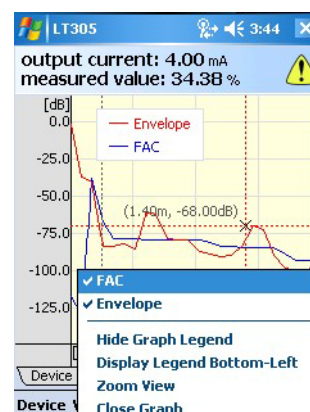 LT305
3:44
output current: 4.00 mA
measured value: 34.38 %
[dB]
0.0
-25.0
-50.0
-75.0
-100.0
-125.0
Envelope
FAC
(1.40m, -68.00dB)
FAC
Envelope
Hide Graph Legend
Display Legend Bottom-Left
Zoom View
Close Graph
Device
Device